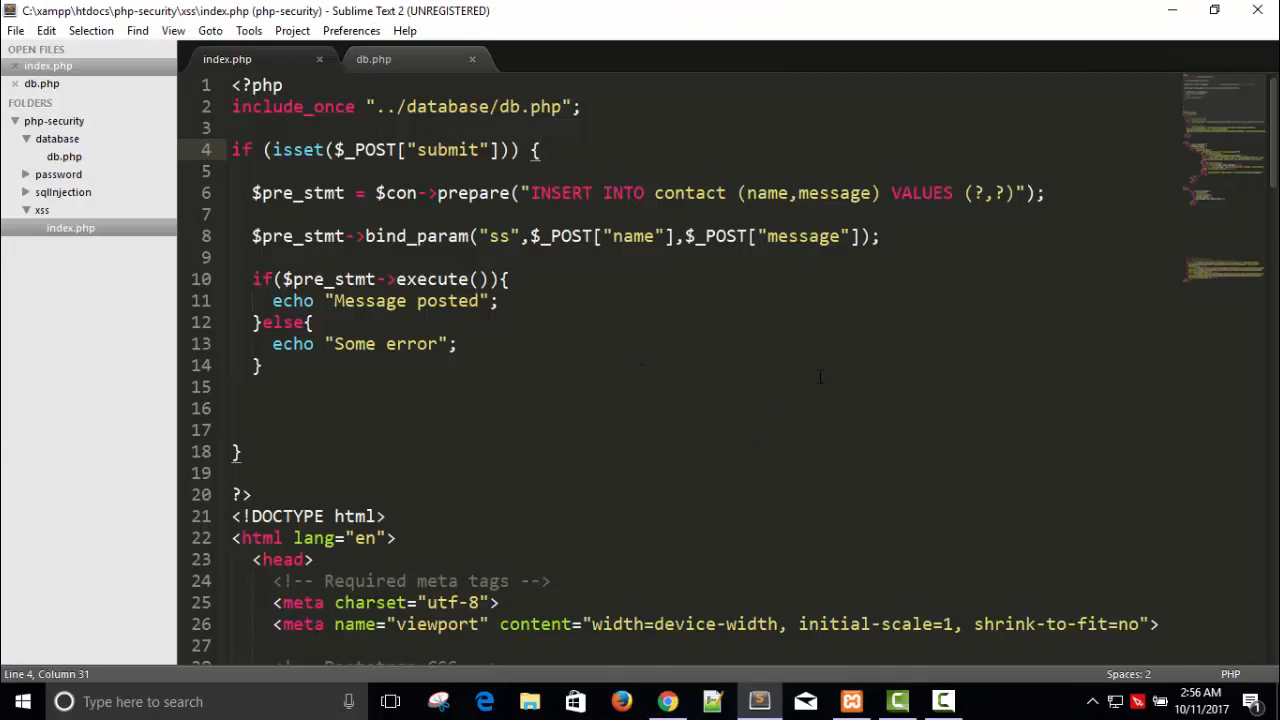 C:\xampp\htdocs\php-security\xss\index.php (php-security) - Sublime Text 2 (UNREGISTERED)
File Edit Selection Find View Goto Tools Project Preferences Help
OPEN FILES
index.php
db.php
FOLDERS
php-security
database
db.php
password
sqlInjection
xss
index.php
index.php
db.php
1 <?php
2 include_once "../database/db.php";
3
4 if (isset($_POST["submit"])) {
5
6 $pre_stmt = $con->prepare("INSERT INTO contact (name,message) VALUES (?,?)");
7
8 $pre_stmt->bind_param("ss",$_POST["name"],$_POST["message"]);
9
10 if($pre_stmt->execute()){
11 echo "Message posted";
12 }else{
13 echo "Some error";
14 }
15
16
17
18 }
19
20 ?>
21 <!DOCTYPE html>
22 <html lang="en">
23 <head>
24 <!-- Required meta tags -->
25 <meta charset="utf-8">
26 <meta name="viewport" content="width=device-width, initial-scale=1, shrink-to-fit=no">
27
Line 4, Column 31
Spaces: 2
PHP
Type here to search
2:56 AM
10/11/2017